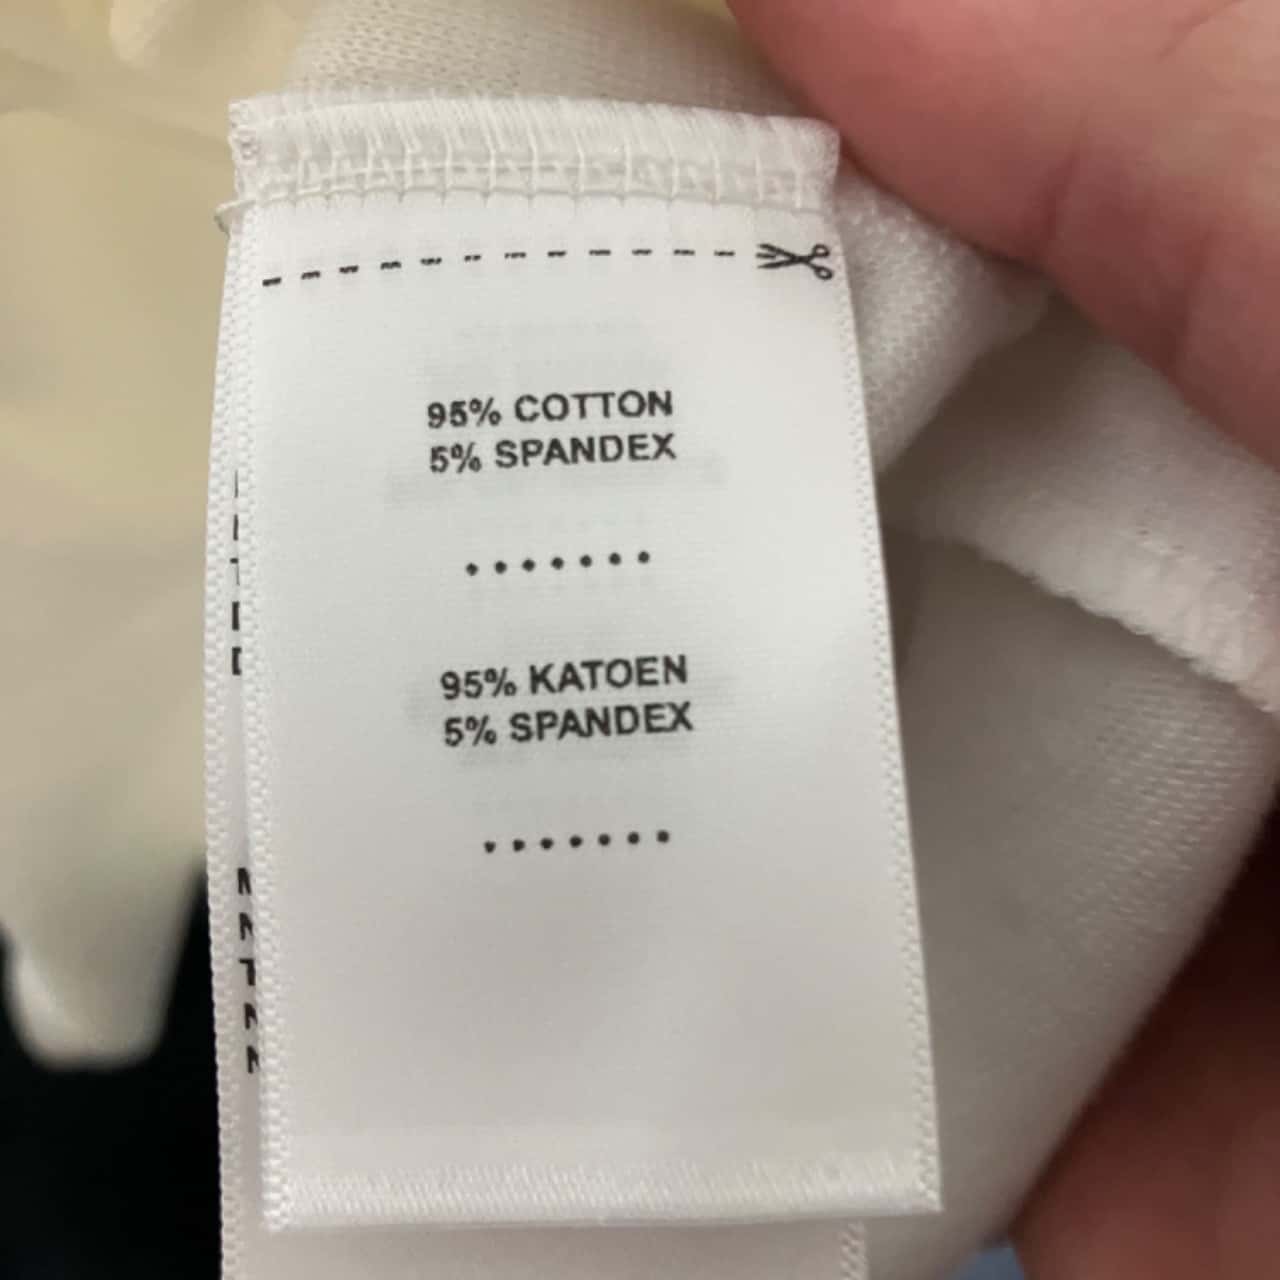 95% COTTON
5% SPANDEX
95% KATOEN
5% SPANDEX